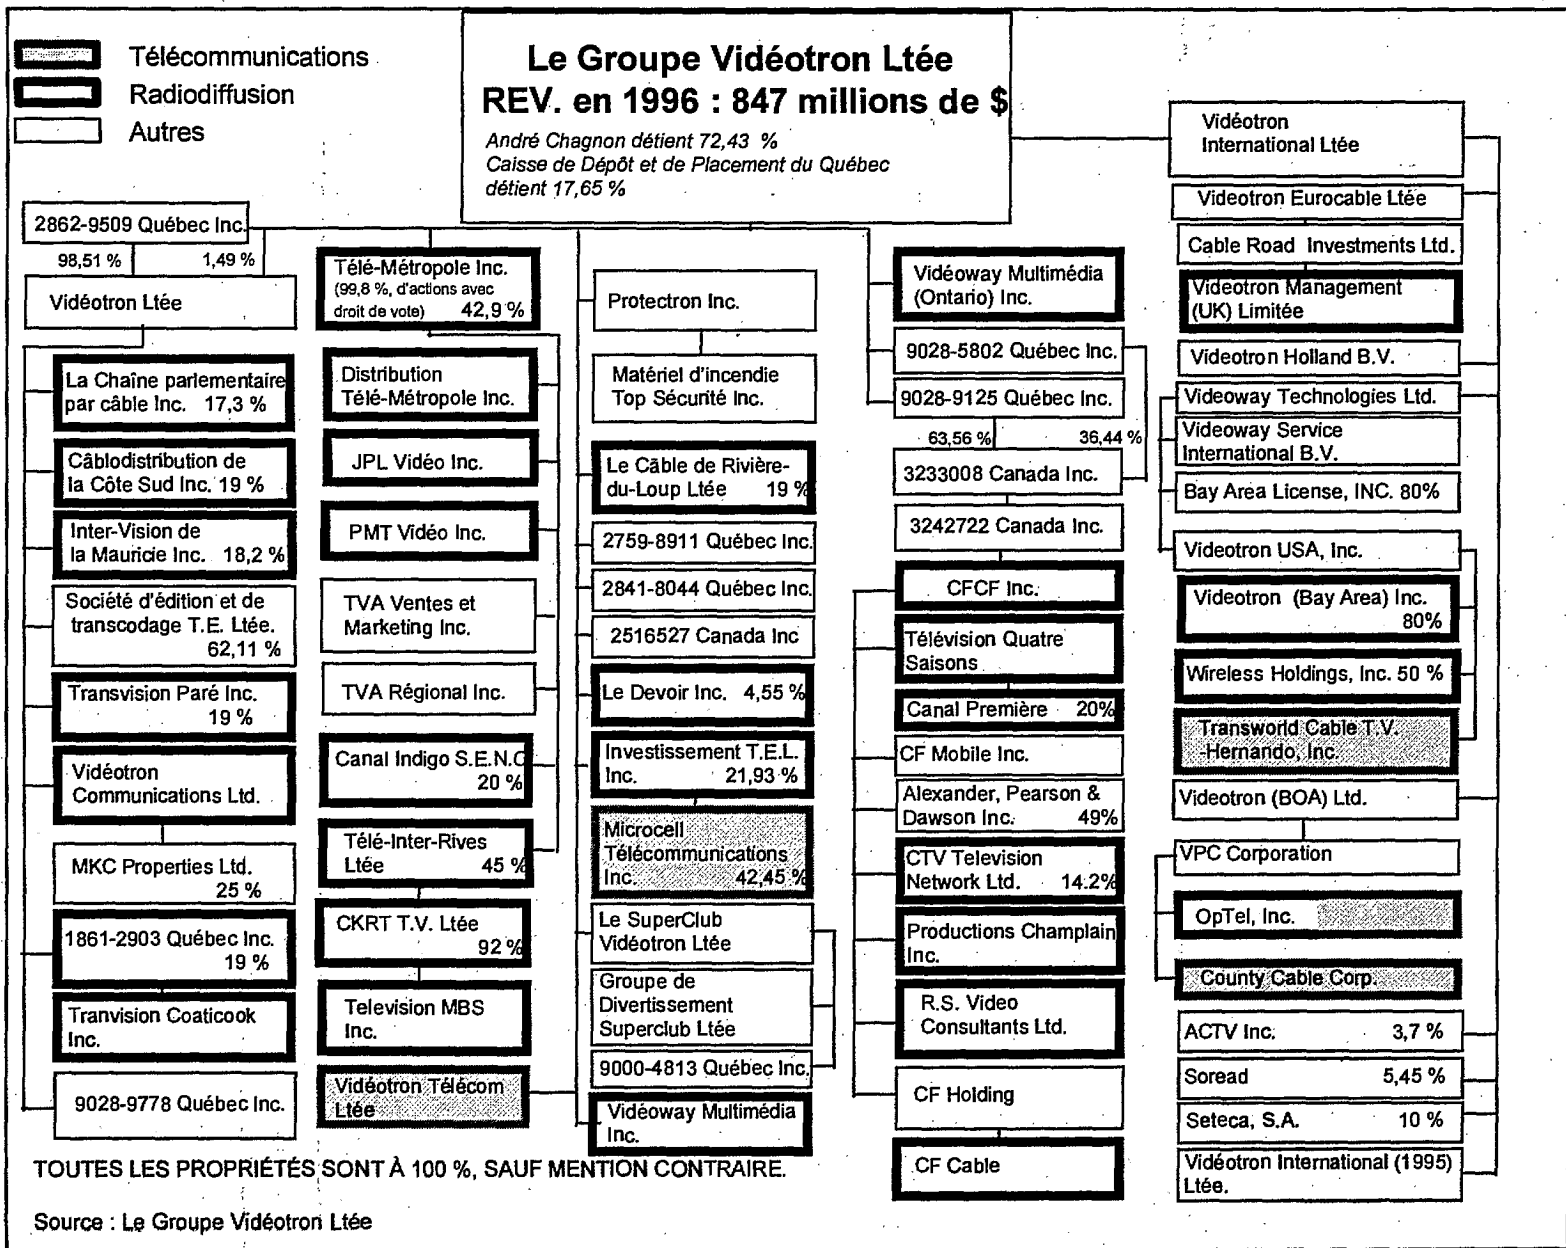 Télécommunications
Radiodiffusion
Autres
Le Groupe Vidéotron Ltée
REV. en 1996 : 847 millions de $
André Chagnon détient 72,43 %
Caisse de Dépôt et de Placement du Québec
détient 17,65 %
2862-9509 Québec Inc.
98,51 %
1,49 %
Vidéotron Ltée
La Chaîne parlementaire
par câble Inc. 17,3 %
Câblodistribution de
la Côte Sud Inc. 19 %
Inter-Vision de
la Mauricie Inc. 18,2 %
Société d'édition et de
transcodage T.E. Ltée.
62,11 %
Transvision Paré Inc.
19 %
Vidéotron
Communications Ltd.
MKC Properties Ltd.
25 %
1861-2903 Québec Inc.
19 %
Tranvision Coaticook
Inc.
9028-9778 Québec Inc.
Télé-Métropole Inc.
(99,8 %, d'actions avec
droit de vote) 42,9 %
Distribution
Télé-Métropole Inc.
JPL Vidéo Inc.
PMT Vidéo Inc.
TVA Ventes et
Marketing Inc.
TVA Régional Inc.
Canal Indigo S.E.N.C
20 %
Télé-Inter-Rives
Ltée 45 %
CKRT T.V. Ltée
92 %
Television MBS
Inc.
Vidéotron Télécom
Ltée
Protectron Inc.
Matériel d'incendie
Top Sécurité Inc.
Le Câble de Rivière-
du-Loup Ltée 19 %
2759-8911 Québec Inc.
2841-8044 Québec Inc.
2516527 Canada Inc
Le Devoir Inc. 4,55 %
Investissement T.E.L.
Inc. 21,93 %
Microcell
Télécommunications
Inc. 42,45 %
Le SuperClub
Vidéotron Ltée
Groupe de
Divertissement
Superclub Ltée
9000-4813 Québec Inc.
Vidéoway Multimédia
Inc.
Vidéoway Multimédia
(Ontario) Inc.
9028-5802 Québec Inc.
9028-9125 Québec Inc.
63,56 %
36,44 %
3233008 Canada Inc.
3242722 Canada Inc.
CFCF Inc.
Télévision Quatre
Saisons
Canal Première 20%
CF Mobile Inc.
Alexander, Pearson &
Dawson Inc. 49%
CTV Television
Network Ltd. 14.2%
Productions Champlain
Inc.
R.S. Video
Consultants Ltd.
CF Holding
CF Cable
Vidéotron
International Ltée
Videotron Eurocable Ltée
Cable Road Investments Ltd.
Videotron Management
(UK) Limitée
Videotron Holland B.V.
Videoway Technologies Ltd.
Videoway Service
International B.V.
Bay Area License, INC. 80%
Videotron USA, Inc.
Videotron (Bay Area) Inc.
80%
Wireless Holdings, Inc. 50 %
Transworld Cable T.V.
-Hernando, Inc.
Videotron (BOA) Ltd.
VPC Corporation
OpTel, Inc.
County Cable Corp.
ACTV Inc. 3,7 %
Soread 5,45 %
Seteca, S.A. 10 %
Vidéotron International (1995)
Ltée.
TOUTES LES PROPRIÉTÉS SONT À 100 %, SAUF MENTION CONTRAIRE.
Source : Le Groupe Vidéotron Ltée